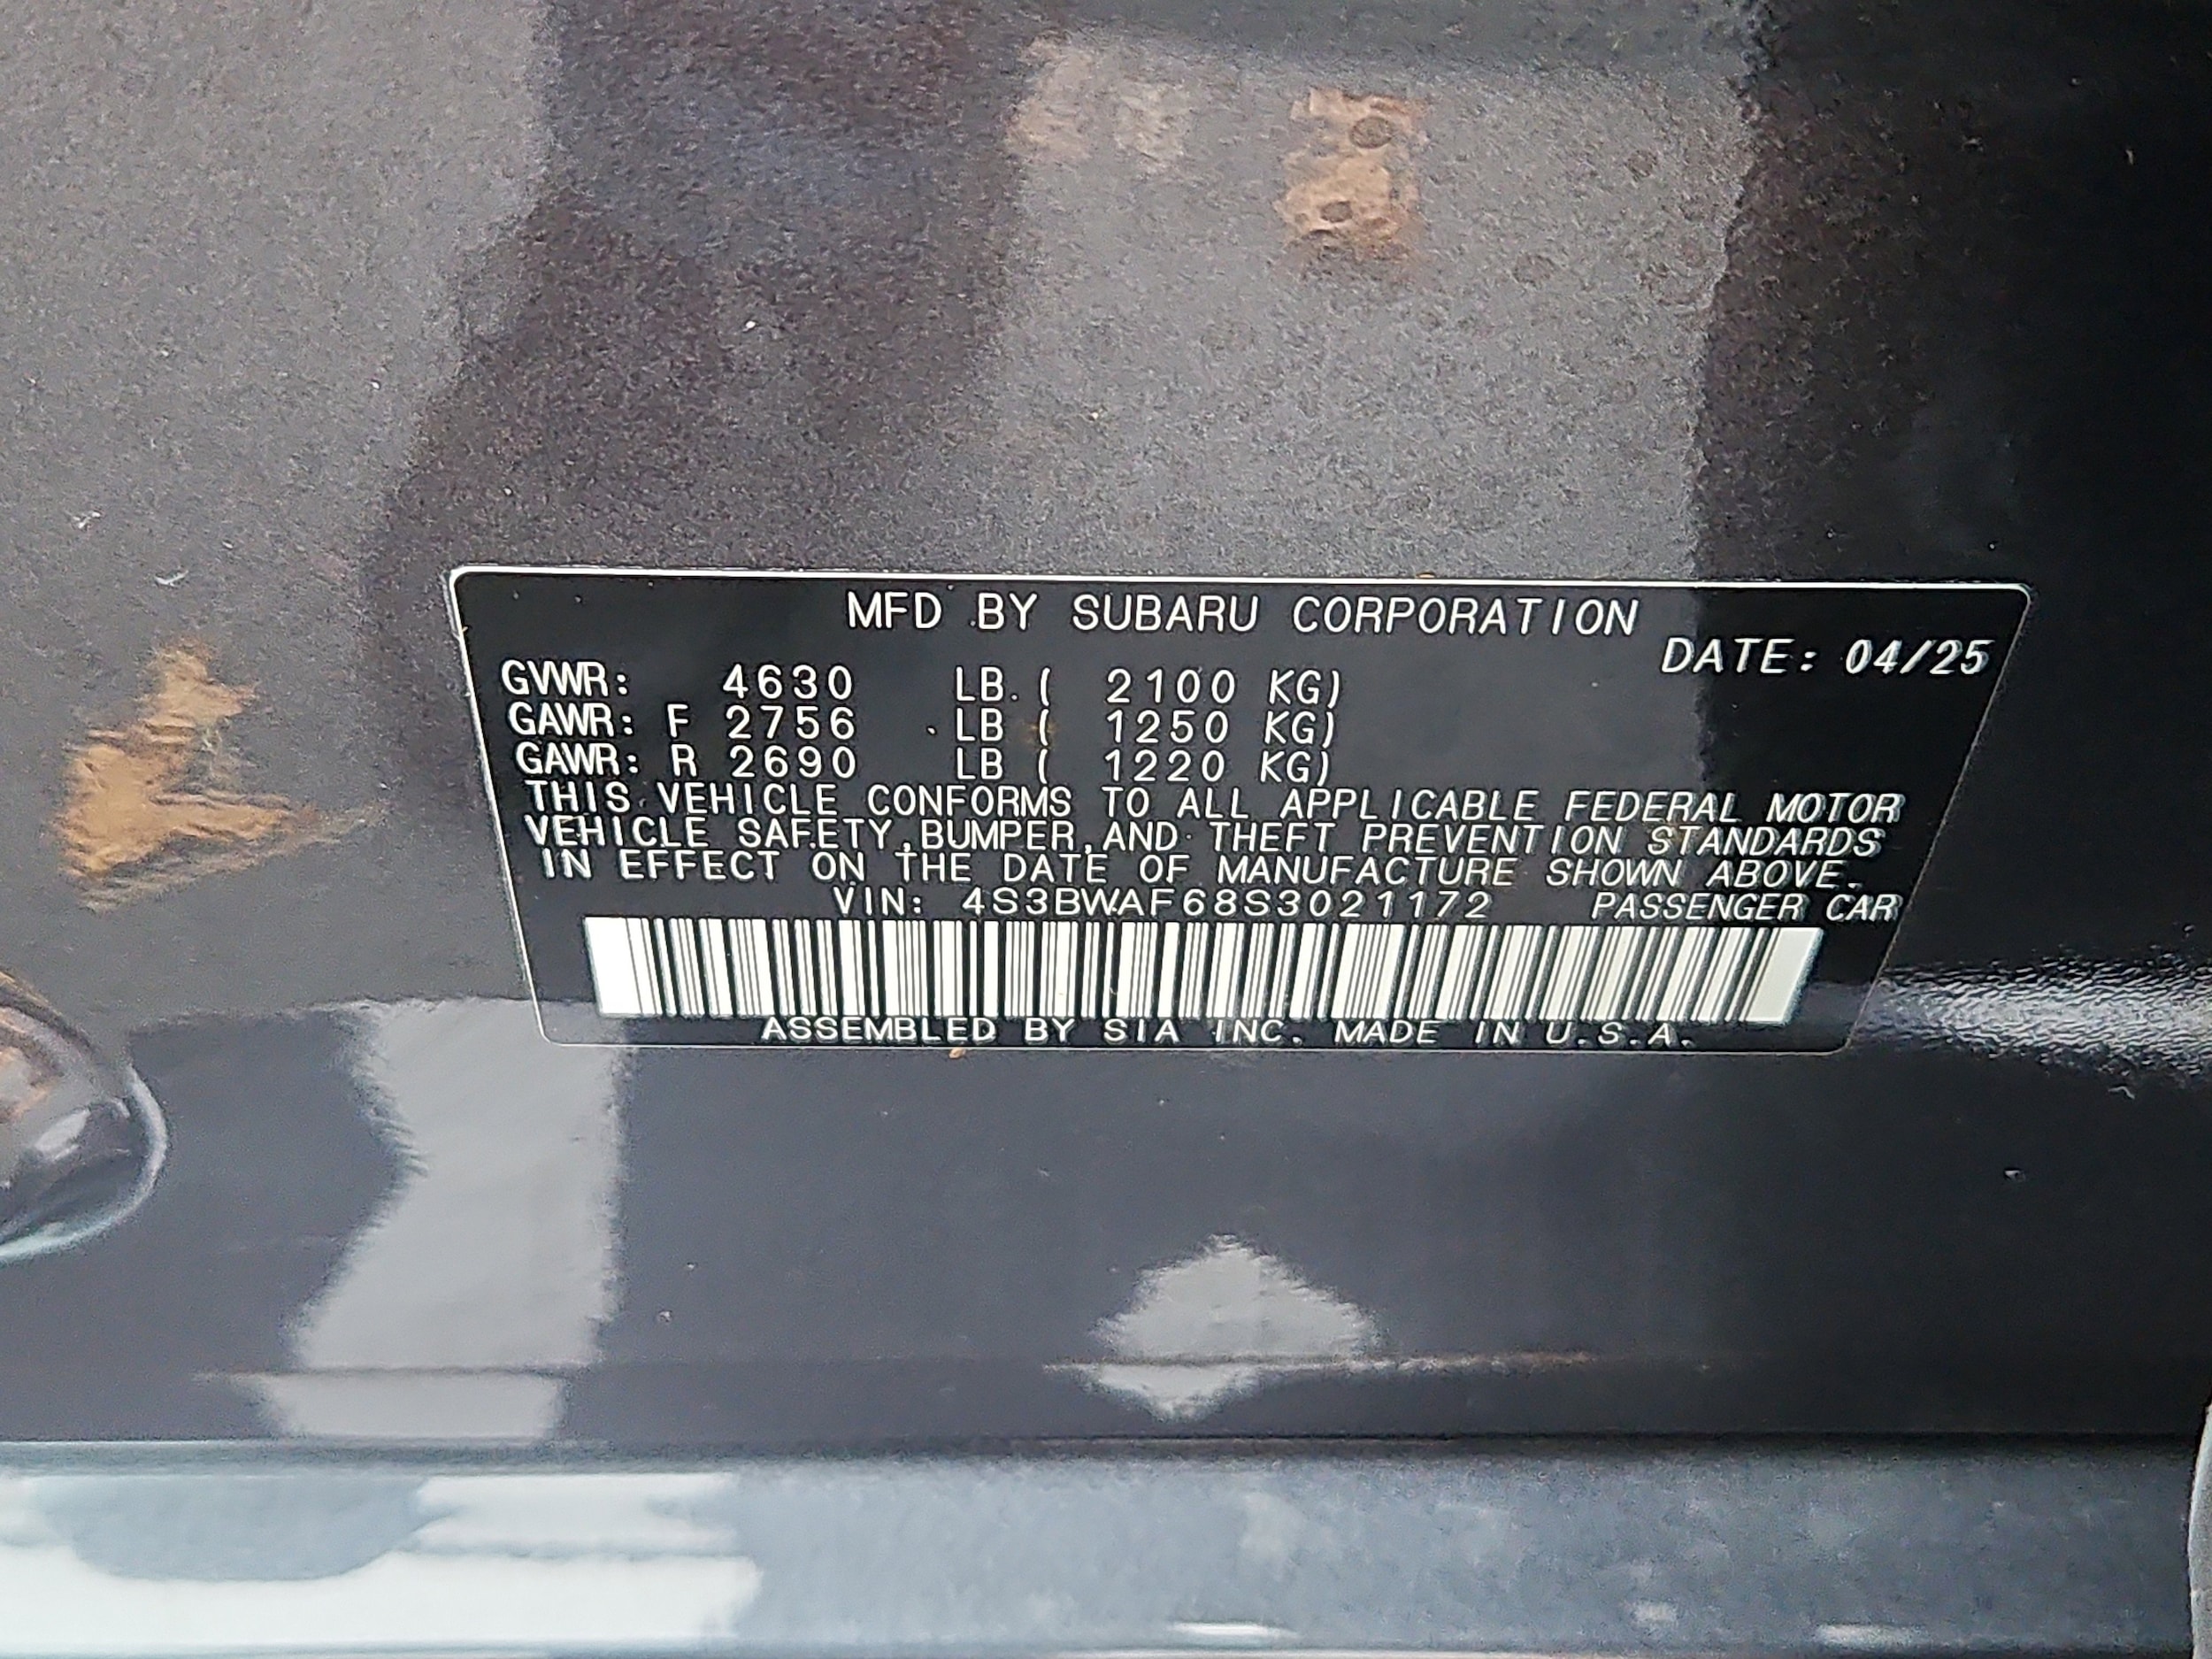 MFD BY SUBARU CORPORATION
DATE: 04/25
GVWR: 4630 LB ( 2100 KG)
GAWR: F 2756 LB ( 1250 KG)
GAWR: R 2690 LB ( 1220 KG)
THIS VEHICLE CONFORMS TO ALL APPLICABLE FEDERAL MOTOR
VEHICLE SAFETY,BUMPER,AND THEFT PREVENTION STANDARDS
IN EFFECT ON THE DATE OF MANUFACTURE SHOWN ABOVE.
VIN: 4S3BWAF68S3021172 PASSENGER CAR
ASSEMBLED BY SIA INC. MADE IN U.S.A.